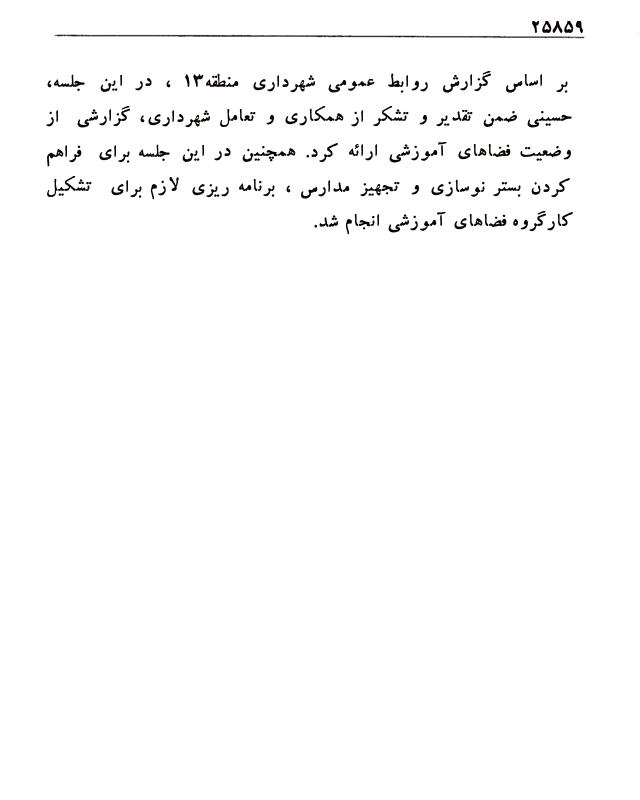 ۲۵۸۵۹
بر اساس گزارش روابط عمومی شهرداری منطقه۱۳ ، در این جلسه،
حسینی ضمن تقدیر و تشکر از همکاری و تعامل شهرداری، گزارشی از
وضعیت فضاهای آموزشی ارائه کرد. همچنین در این جلسه برای فراهم
کردن بستر نوسازی و تجهیز مدارس ، برنامه ریزی لازم برای تشکیل
کارگروه فضاهای آموزشی انجام شد.